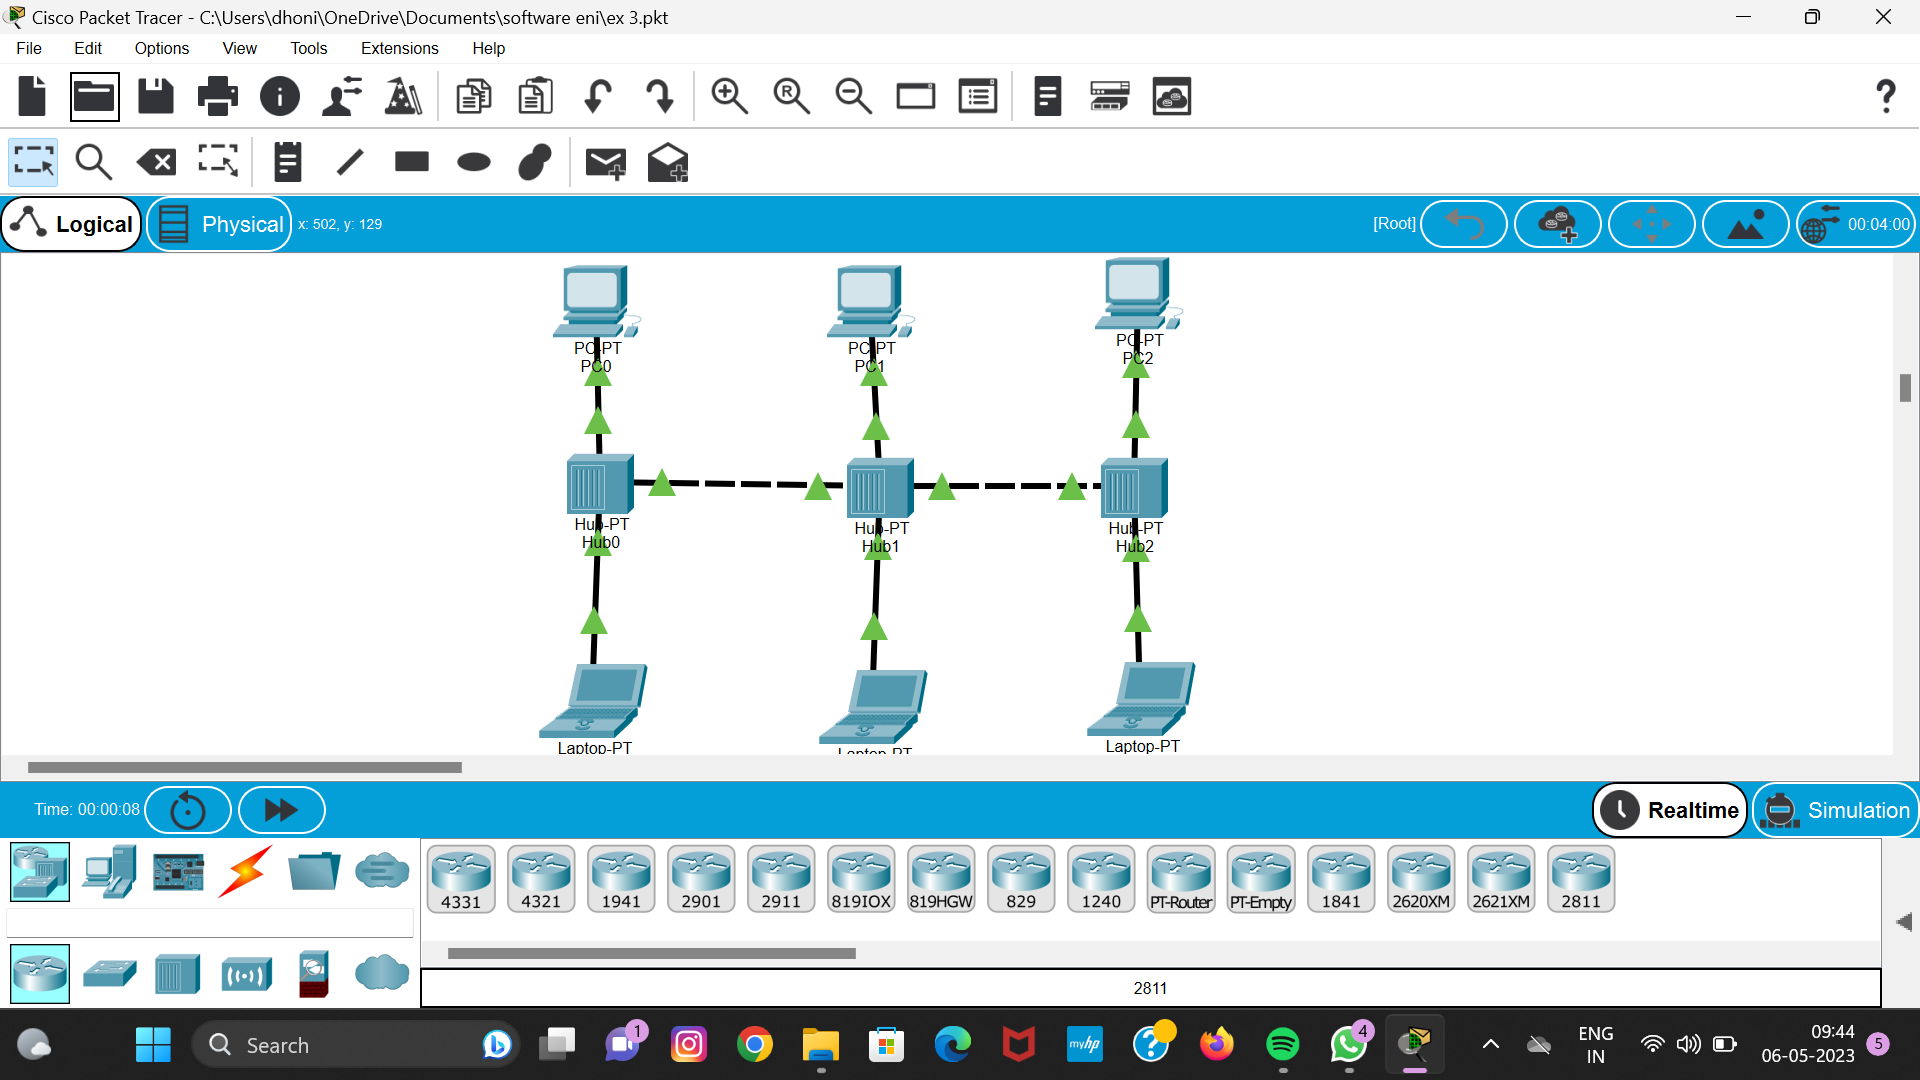 Cisco Packet Tracer - C:\Users\dhoni\OneDrive\Documents\software eni\ex 3.pkt
File Edit Options View Tools Extensions Help
Logical Physical x: 502, y: 129 [Root] 00:04:00
PC-PT
PC0
PC-PT
PC1
PC-PT
PC2
Hub-PT
Hub0
Hub-PT
Hub1
Hub-PT
Hub2
Laptop-PT
Laptop-PT
Laptop-PT
Time: 00:00:08 Realtime Simulation
4331 4321 1941 2901 2911 819IOX 819HGW 829 1240 PT-Router PT-Empty 1841 2620XM 2621XM 2811
2811
Search 1 myhp 4 ENG IN 09:44 06-05-2023 5